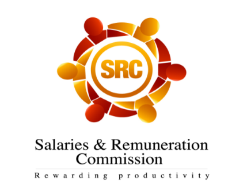 SRC
Salaries & Remuneration
Commission
Rewarding productivity